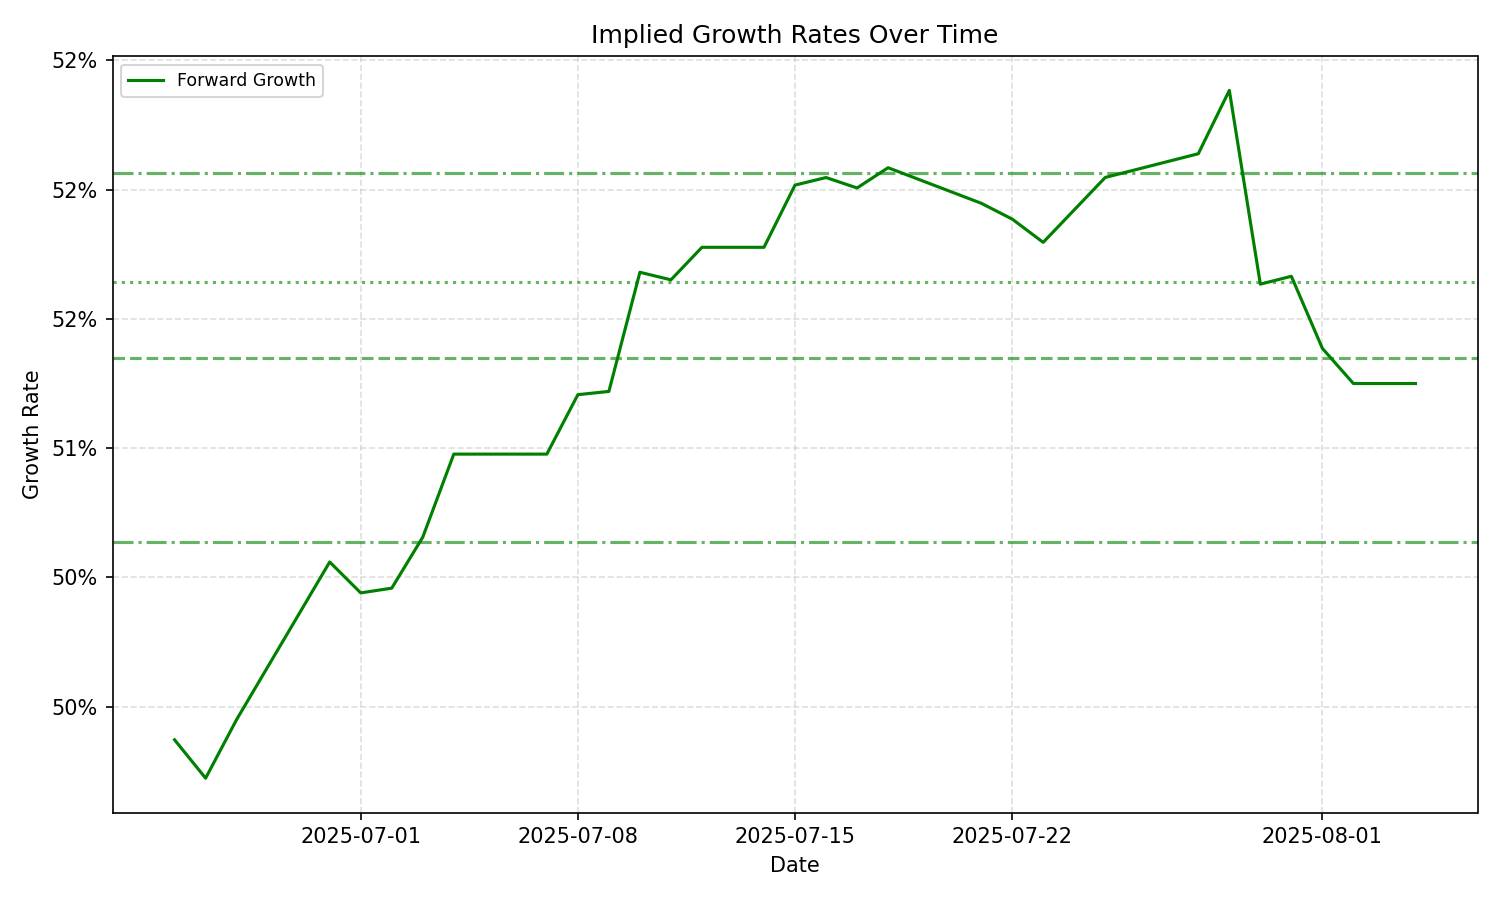 Implied Growth Rates Over Time
Forward Growth
52%
52%
52%
51%
50%
50%
Growth Rate
2025-07-01
2025-07-08
2025-07-15
2025-07-22
2025-08-01
Date